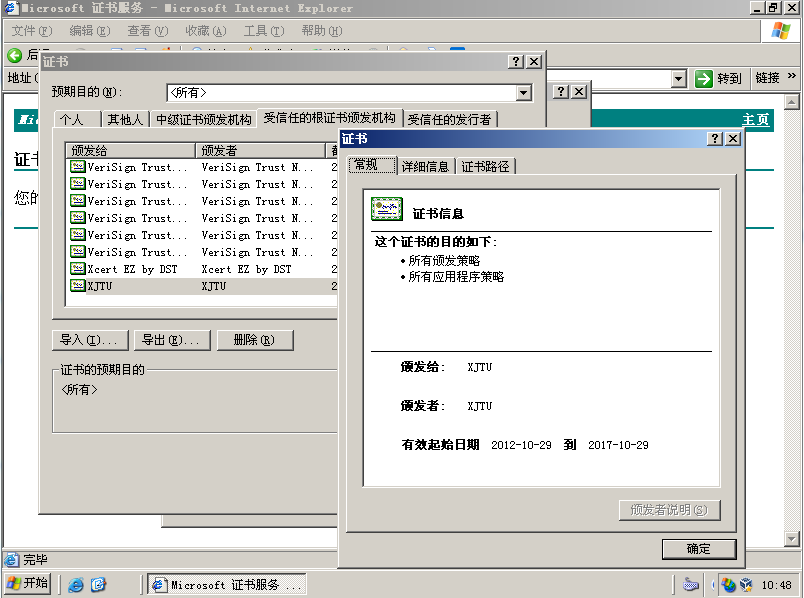 Microsoft 证书服务 - Microsoft Internet Explorer
文件(F) 编辑(E) 查看(V) 收藏(A) 工具(T) 帮助(H)
地址(
转到 链接 »
主页
证书
预期目的(N): <所有>
个人 其他人 中级证书颁发机构 受信任的根证书颁发机构 受信任的发行者
颁发给 颁发者
VeriSign Trust... VeriSign Trust N... 2
VeriSign Trust... VeriSign Trust N... 2
VeriSign Trust... VeriSign Trust N... 2
VeriSign Trust... VeriSign Trust N... 2
VeriSign Trust... VeriSign Trust N... 2
VeriSign Trust... VeriSign Trust N... 2
Xcert EZ by DST Xcert EZ by DST 2
XJTU XJTU 2
导入(I)... 导出(E)... 删除(R)
证书的预期目的
<所有>
证书
常规 详细信息 证书路径
证书信息
这个证书的目的如下:
•所有颁发策略
•所有应用程序策略
颁发给: XJTU
颁发者: XJTU
有效起始日期 2012-10-29 到 2017-10-29
颁发者说明(S)
确定
完毕
开始 Microsoft 证书服务 ... 10:48